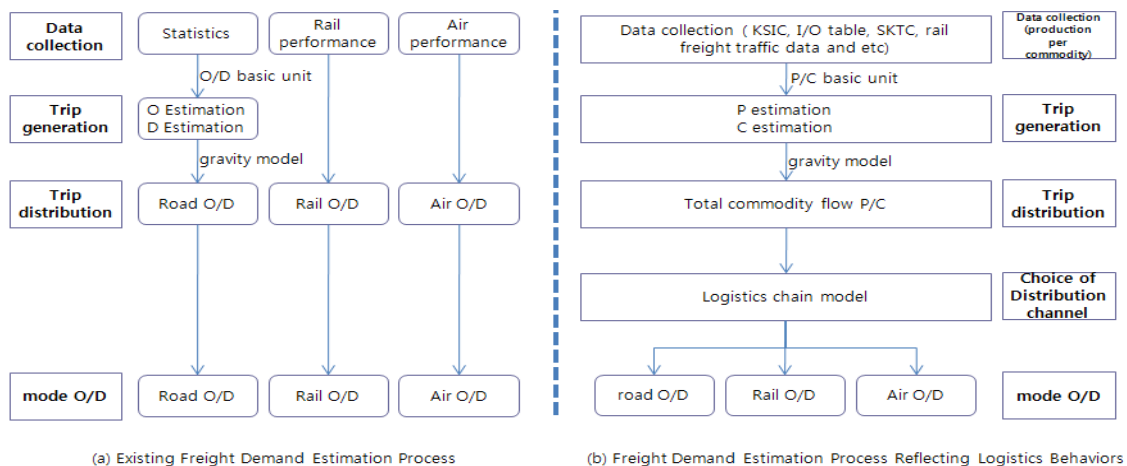 Data
collection
Statistics
Rail
performance
Air
performance
O/D basic unit
Trip
generation
O Estimation
D Estimation
gravity model
Trip
distribution
Road O/D
Rail O/D
Air O/D
mode O/D
Road O/D
Rail O/D
Air O/D
(a) Existing Freight Demand Estimation Process
Data collection ( KSIC, I/O table, SKTC, rail
freight traffic data and etc)
Data collection
(production
per
commodity)
P/C basic unit
P estimation
C estimation
Trip
generation
gravity model
Total commodity flow P/C
Trip
distribution
Logistics chain model
Choice of
Distribution
channel
road O/D
Rail O/D
Air O/D
mode O/D
(b) Freight Demand Estimation Process Reflecting Logistics Behaviors